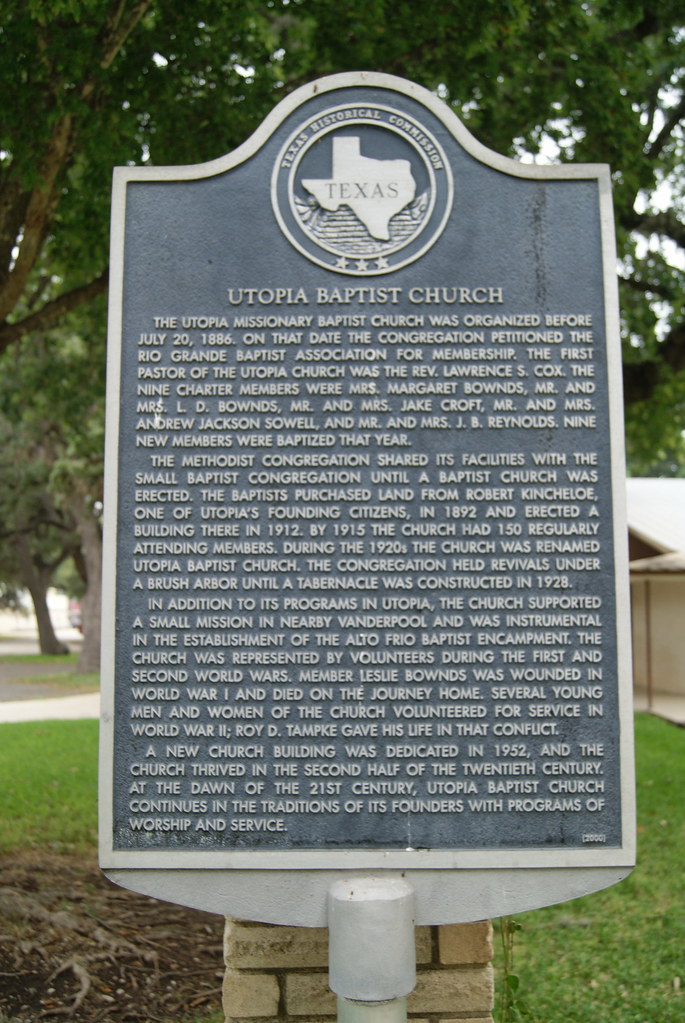 TEXAS HISTORICAL COMMISSION
TEXAS
UTOPIA BAPTIST CHURCH
THE UTOPIA MISSIONARY BAPTIST CHURCH WAS ORGANIZED BEFORE
JULY 20, 1886. ON THAT DATE THE CONGREGATION PETITIONED THE
RIO GRANDE BAPTIST ASSOCIATION FOR MEMBERSHIP. THE FIRST
PASTOR OF THE UTOPIA CHURCH WAS THE REV. LAWRENCE S. COX. THE
NINE CHARTER MEMBERS WERE MRS. MARGARET BOWNDS, MR. AND
MRS. L. D. BOWNDS, MR. AND MRS. JAKE CROFT, MR. AND MRS.
ANDREW JACKSON SOWELL, AND MR. AND MRS. J. B. REYNOLDS. NINE
NEW MEMBERS WERE BAPTIZED THAT YEAR.
THE METHODIST CONGREGATION SHARED ITS FACILITIES WITH THE
SMALL BAPTIST CONGREGATION UNTIL A BAPTIST CHURCH WAS
ERECTED. THE BAPTISTS PURCHASED LAND FROM ROBERT KINCHELOE,
ONE OF UTOPIA'S FOUNDING CITIZENS, IN 1892 AND ERECTED A
BUILDING THERE IN 1912. BY 1915 THE CHURCH HAD 150 REGULARLY
ATTENDING MEMBERS. DURING THE 1920s THE CHURCH WAS RENAMED
UTOPIA BAPTIST CHURCH. THE CONGREGATION HELD REVIVALS UNDER
A BRUSH ARBOR UNTIL A TABERNACLE WAS CONSTRUCTED IN 1928.
IN ADDITION TO ITS PROGRAMS IN UTOPIA, THE CHURCH SUPPORTED
A SMALL MISSION IN NEARBY VANDERPOOL AND WAS INSTRUMENTAL
IN THE ESTABLISHMENT OF THE ALTO FRIO BAPTIST ENCAMPMENT. THE
CHURCH WAS REPRESENTED BY VOLUNTEERS DURING THE FIRST AND
SECOND WORLD WARS. MEMBER LESLIE BOWNDS WAS WOUNDED IN
WORLD WAR I AND DIED ON THE JOURNEY HOME. SEVERAL YOUNG
MEN AND WOMEN OF THE CHURCH VOLUNTEERED FOR SERVICE IN
WORLD WAR II; ROY D. TAMPKE GAVE HIS LIFE IN THAT CONFLICT.
A NEW CHURCH BUILDING WAS DEDICATED IN 1952, AND THE
CHURCH THRIVED IN THE SECOND HALF OF THE TWENTIETH CENTURY.
AT THE DAWN OF THE 21ST CENTURY, UTOPIA BAPTIST CHURCH
CONTINUES IN THE TRADITIONS OF ITS FOUNDERS WITH PROGRAMS OF
WORSHIP AND SERVICE.
(2000)